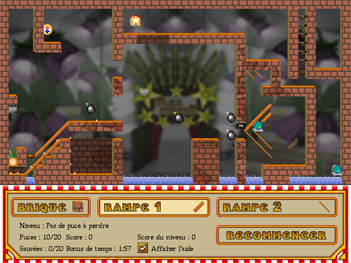 BRIQUE
RAMPE 1
RAMPE 2
Niveau : Pas de puce à perdre
Puces : 10/20 Score : 0
Score du niveau : 0
RECOMMENCER
Sauvées : 0/20 Bonus de temps : 1:57
Afficher l'aide